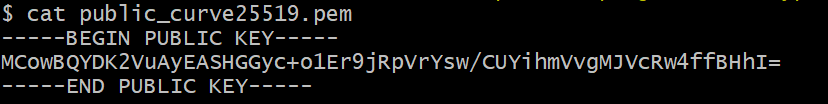 $ cat public_curve25519.pem
-----BEGIN PUBLIC KEY-----
MCowBQYDK2VuAyEASHGGyc+o1Er9jRpVrYsw/CUYihmVvgMJVcRw4ffBHhI=
-----END PUBLIC KEY-----